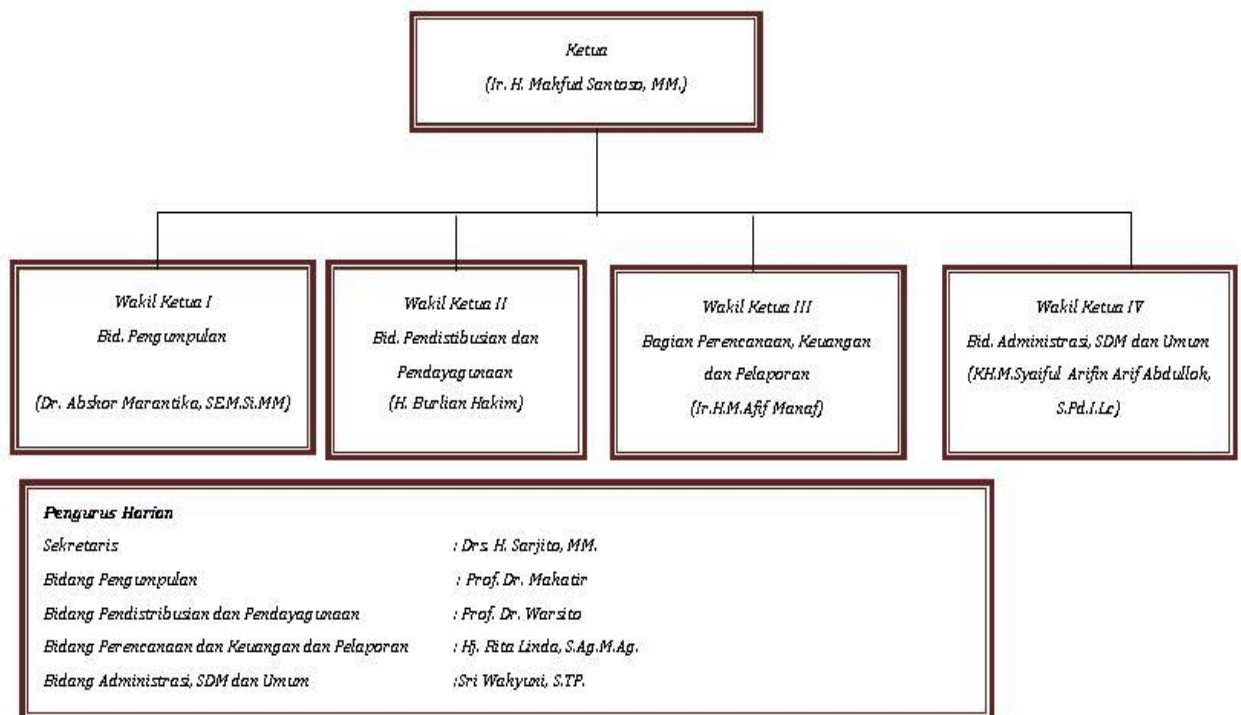 Ketua
(Ir. H. Mahfud Santoso, MM.)
Wakil Ketua I
Bid. Pengumpulan
(Dr. Abshor Marantika, SE.M.Si.MM)
Wakil Ketua II
Bid. Pendistibusian dan
Pendayagunaan
(H. Burlian Hakim)
Wakil Ketua III
Bagian Perencanaan, Keuangan
dan Pelaporan
(Ir.H.M.Afif Manaf)
Wakil Ketua IV
Bid. Administrasi, SDM dan Umum
(KH.M.Syaiful Arifin Arif Abdulloh,
S.Pd.I.Lc)
Pengurus Harian
Sekretaris : Drs. H. Sarjito, MM.
Bidang Pengumpulan : Prof. Dr. Mahatir
Bidang Pendistribusian dan Pendayagunaan : Prof. Dr. Warsito
Bidang Perencanaan dan Keuangan dan Pelaporan : Hj. Rita Linda, S.Ag.M.Ag.
Bidang Administrasi, SDM dan Umum :Sri Wahyuni, S.TP.